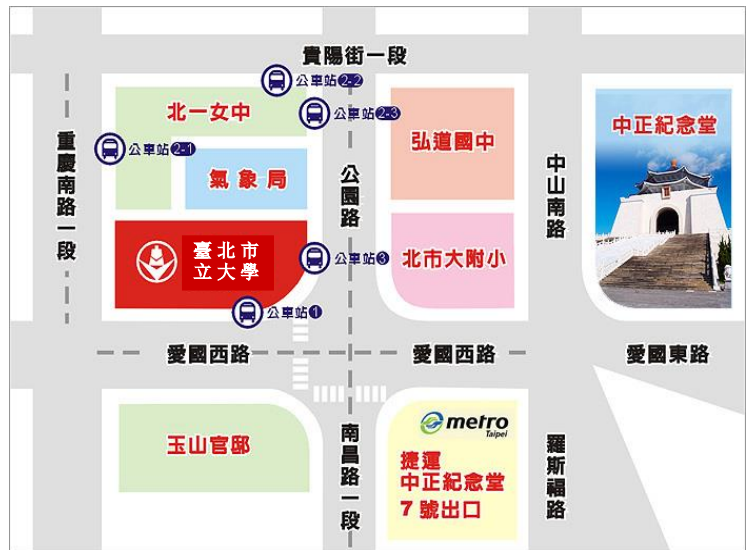 貴陽街一段
公車站2-2
北一女中
公車站2-3
中正紀念堂
弘道國中
公車站2-1
重慶南路一段
氣象局
公園路
中山南路
臺北市
立大學
公車站3
北市大附小
公車站1
愛國西路
愛國西路
愛國東路
metro
Taipei
玉山官邸
南昌路一段
捷運
中正紀念堂
7號出口
羅斯福路